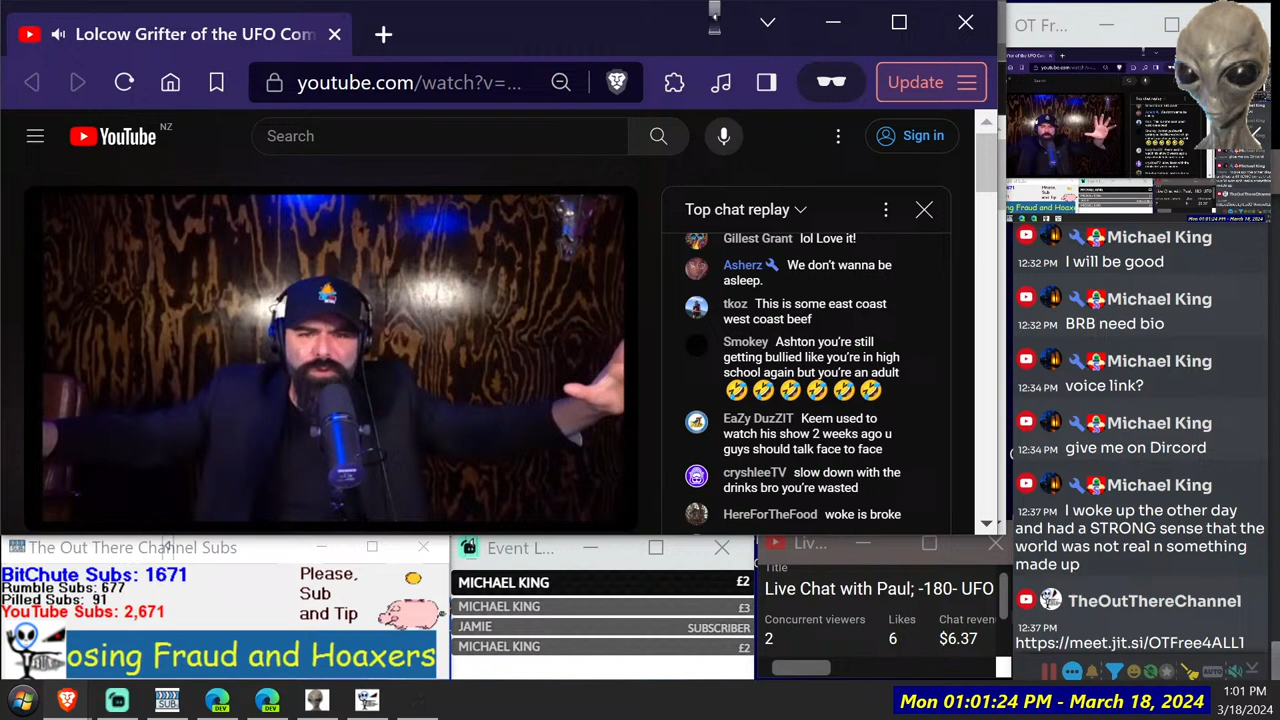 Lolcow Grifter of the UFO Com
OT Fr...
youtube.com/watch?v=...
Update
YouTube NZ
Search
Sign in
Top chat replay
Gillest Grant lol Love it!
Asherz We don't wanna be
asleep.
tkoz This is some east coast
west coast beef
Smokey Ashton you're still
getting bullied like you're in high
school again but you're an adult
🤣🤣🤣🤣🤣🤣
EaZy DuzZIT Keem used to
watch his show 2 weeks ago u
guys should talk face to face
cryshleeTV slow down with the
drinks bro you're wasted
HereForTheFood woke is broke
Michael King
12:32 PM I will be good
Michael King
12:32 PM BRB need bio
Michael King
12:34 PM voice link?
Michael King
12:34 PM give me on Dircord
Michael King
12:37 PM I woke up the other day
and had a STRONG sense that the
world was not real n something
made up
TheOutThereChannel
12:37 PM
https://meet.jit.si/OTFree4ALL1
The Out There Channel Subs
BitChute Subs: 1671
Rumble Subs: 677
Pilled Subs: 91
YouTube Subs: 2,671
Please,
Sub
and Tip
osing Fraud and Hoaxers
Event L...
MICHAEL KING £2
MICHAEL KING £3
JAMIE SUBSCRIBER
MICHAEL KING £2
Liv...
Title
Live Chat with Paul; -180- UFO
Concurrent viewers Likes Chat reven
2 6 $6.37
AUTO
SUB
DEV
DEV
Mon 01:01:24 PM - March 18, 2024
1:01 PM
3/18/2024